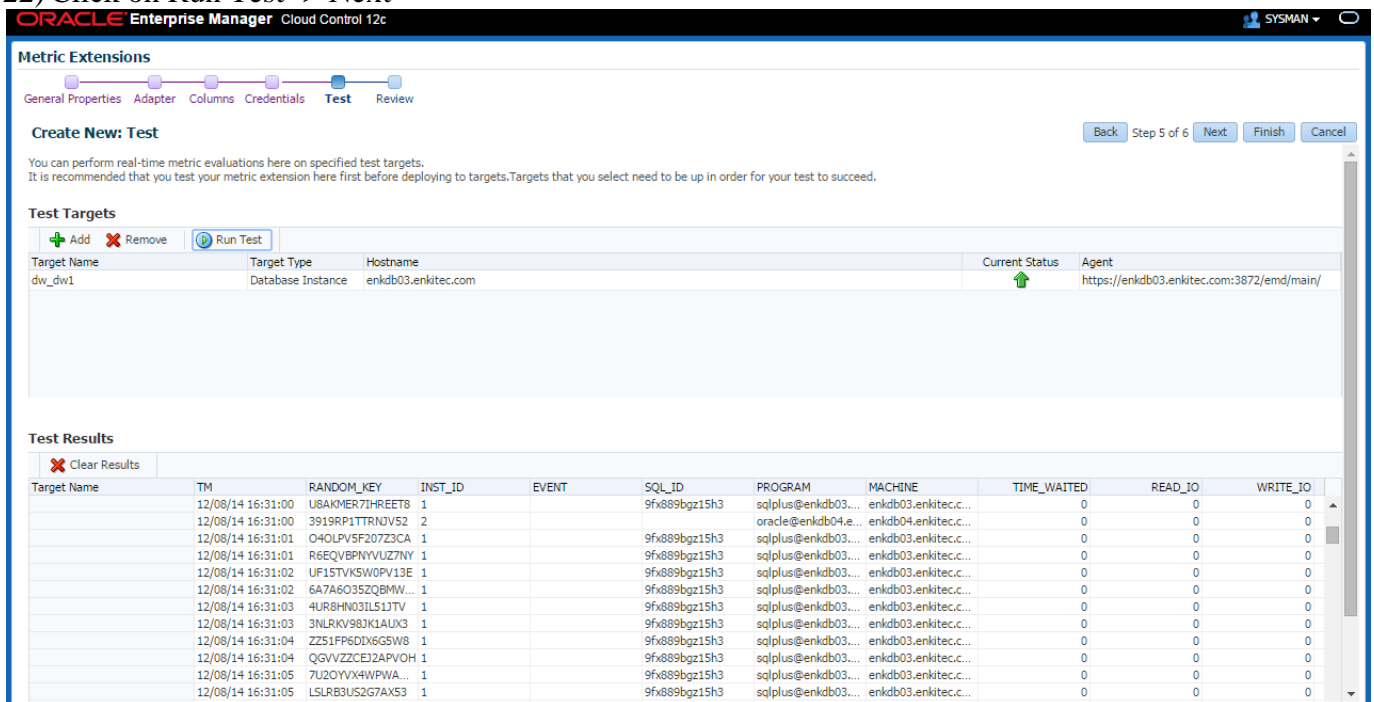 22) Click on Run Test → Next
ORACLE Enterprise Manager Cloud Control 12c SYSMAN
Metric Extensions
General Properties Adapter Columns Credentials Test Review
Create New: Test Back Step 5 of 6 Next Finish Cancel
You can perform real-time metric evaluations here on specified test targets.
It is recommended that you test your metric extension here first before deploying to targets.Targets that you select need to be up in order for your test to succeed.
Test Targets
Add Remove Run Test
Target Name Target Type Hostname Current Status Agent
dw_dw1 Database Instance enkdb03.enkitec.com https://enkdb03.enkitec.com:3872/emd/main/
Test Results
Clear Results
Target Name TM RANDOM_KEY INST_ID EVENT SQL_ID PROGRAM MACHINE TIME_WAITED READ_IO WRITE_IO
12/08/14 16:31:00 U8AKMER7IHREET8 1 9fx889bgz15h3 sqlplus@enkdb03.... enkdb03.enkitec.c... 0 0 0
12/08/14 16:31:00 3919RP1TTRNJV52 2 oracle@enkdb04.e... enkdb04.enkitec.c... 0 0 0
12/08/14 16:31:01 O4OLPV5F207Z3CA 1 9fx889bgz15h3 sqlplus@enkdb03.... enkdb03.enkitec.c... 0 0 0
12/08/14 16:31:01 R6EQVBPNYVUZ7NY 1 9fx889bgz15h3 sqlplus@enkdb03.... enkdb03.enkitec.c... 0 0 0
12/08/14 16:31:02 UF15TVK5W0PV13E 1 9fx889bgz15h3 sqlplus@enkdb03.... enkdb03.enkitec.c... 0 0 0
12/08/14 16:31:02 6A7A6O35ZQBMW... 1 9fx889bgz15h3 sqlplus@enkdb03.... enkdb03.enkitec.c... 0 0 0
12/08/14 16:31:03 4UR8HN03IL51JTV 1 9fx889bgz15h3 sqlplus@enkdb03.... enkdb03.enkitec.c... 0 0 0
12/08/14 16:31:03 3NLRKV98JK1AUX3 1 9fx889bgz15h3 sqlplus@enkdb03.... enkdb03.enkitec.c... 0 0 0
12/08/14 16:31:04 ZZ51FP6DIX6G5W8 1 9fx889bgz15h3 sqlplus@enkdb03.... enkdb03.enkitec.c... 0 0 0
12/08/14 16:31:04 QGVVZZCEJ2APVOH 1 9fx889bgz15h3 sqlplus@enkdb03.... enkdb03.enkitec.c... 0 0 0
12/08/14 16:31:05 7U2OYVX4WPWA... 1 9fx889bgz15h3 sqlplus@enkdb03.... enkdb03.enkitec.c... 0 0 0
12/08/14 16:31:05 LSLRB3US2G7AX53 1 9fx889bgz15h3 sqlplus@enkdb03.... enkdb03.enkitec.c... 0 0 0